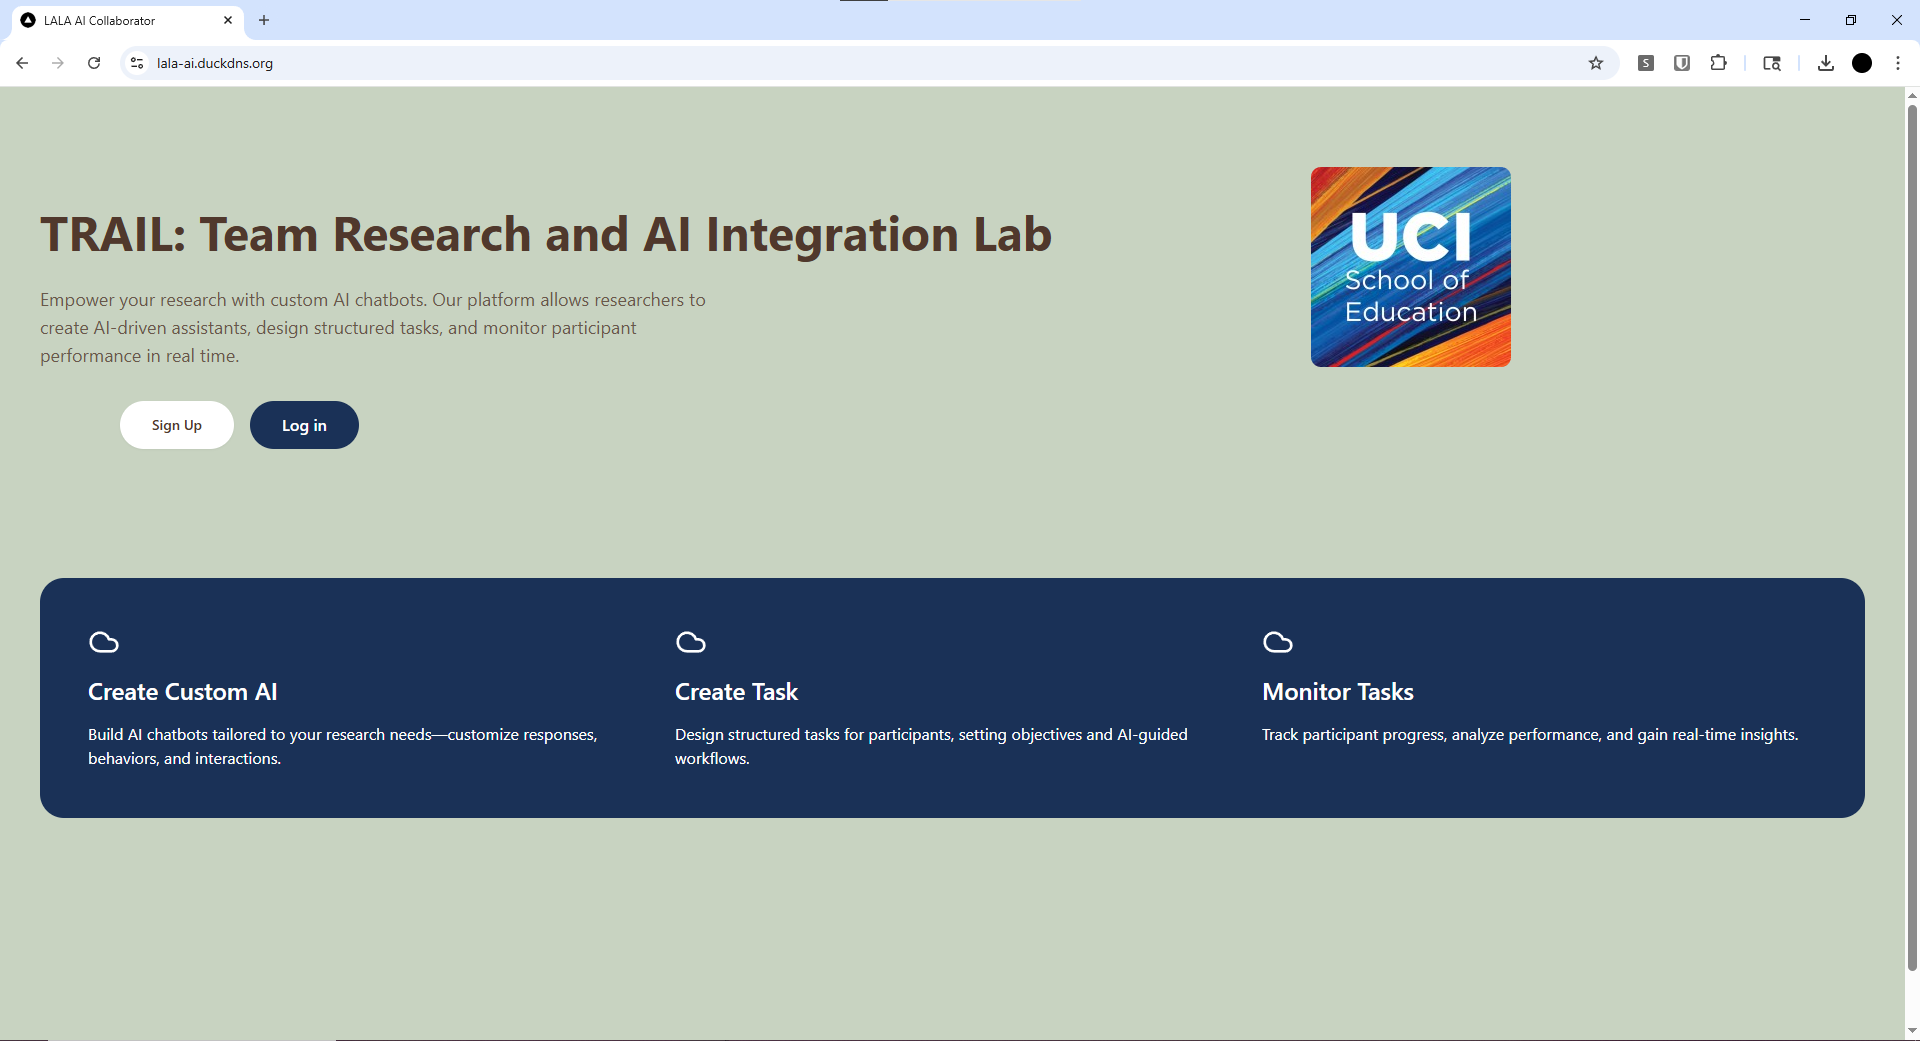 LALA AI Collaborator
lala-ai.duckdns.org
S
TRAIL: Team Research and AI Integration Lab
Empower your research with custom AI chatbots. Our platform allows researchers to
create AI-driven assistants, design structured tasks, and monitor participant
performance in real time.
Sign Up
Log in
UCI
School of
Education
Create Custom AI
Build AI chatbots tailored to your research needs—customize responses,
behaviors, and interactions.
Create Task
Design structured tasks for participants, setting objectives and AI-guided
workflows.
Monitor Tasks
Track participant progress, analyze performance, and gain real-time insights.